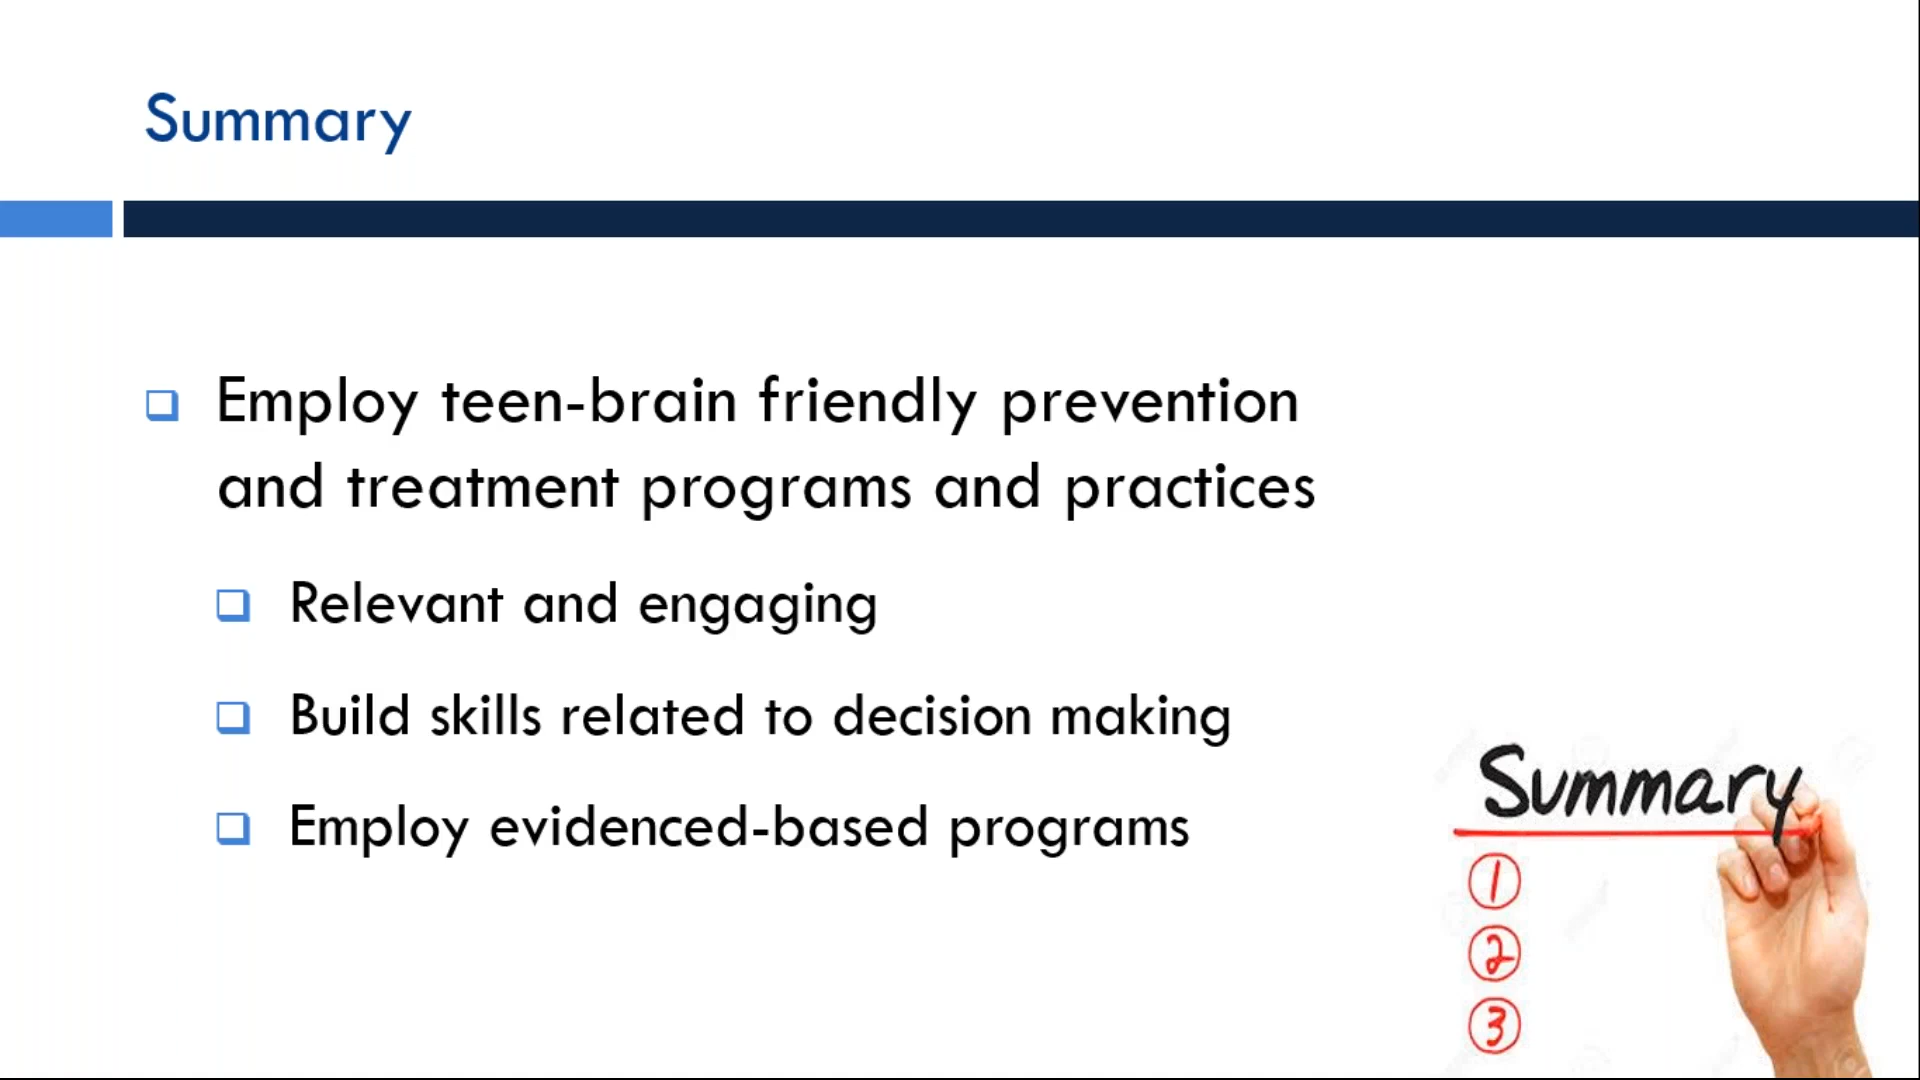 Summary
Employ teen-brain friendly prevention
and treatment programs and practices
Relevant and engaging
Build skills related to decision making
Employ evidenced-based programs
Summary
1
2
3